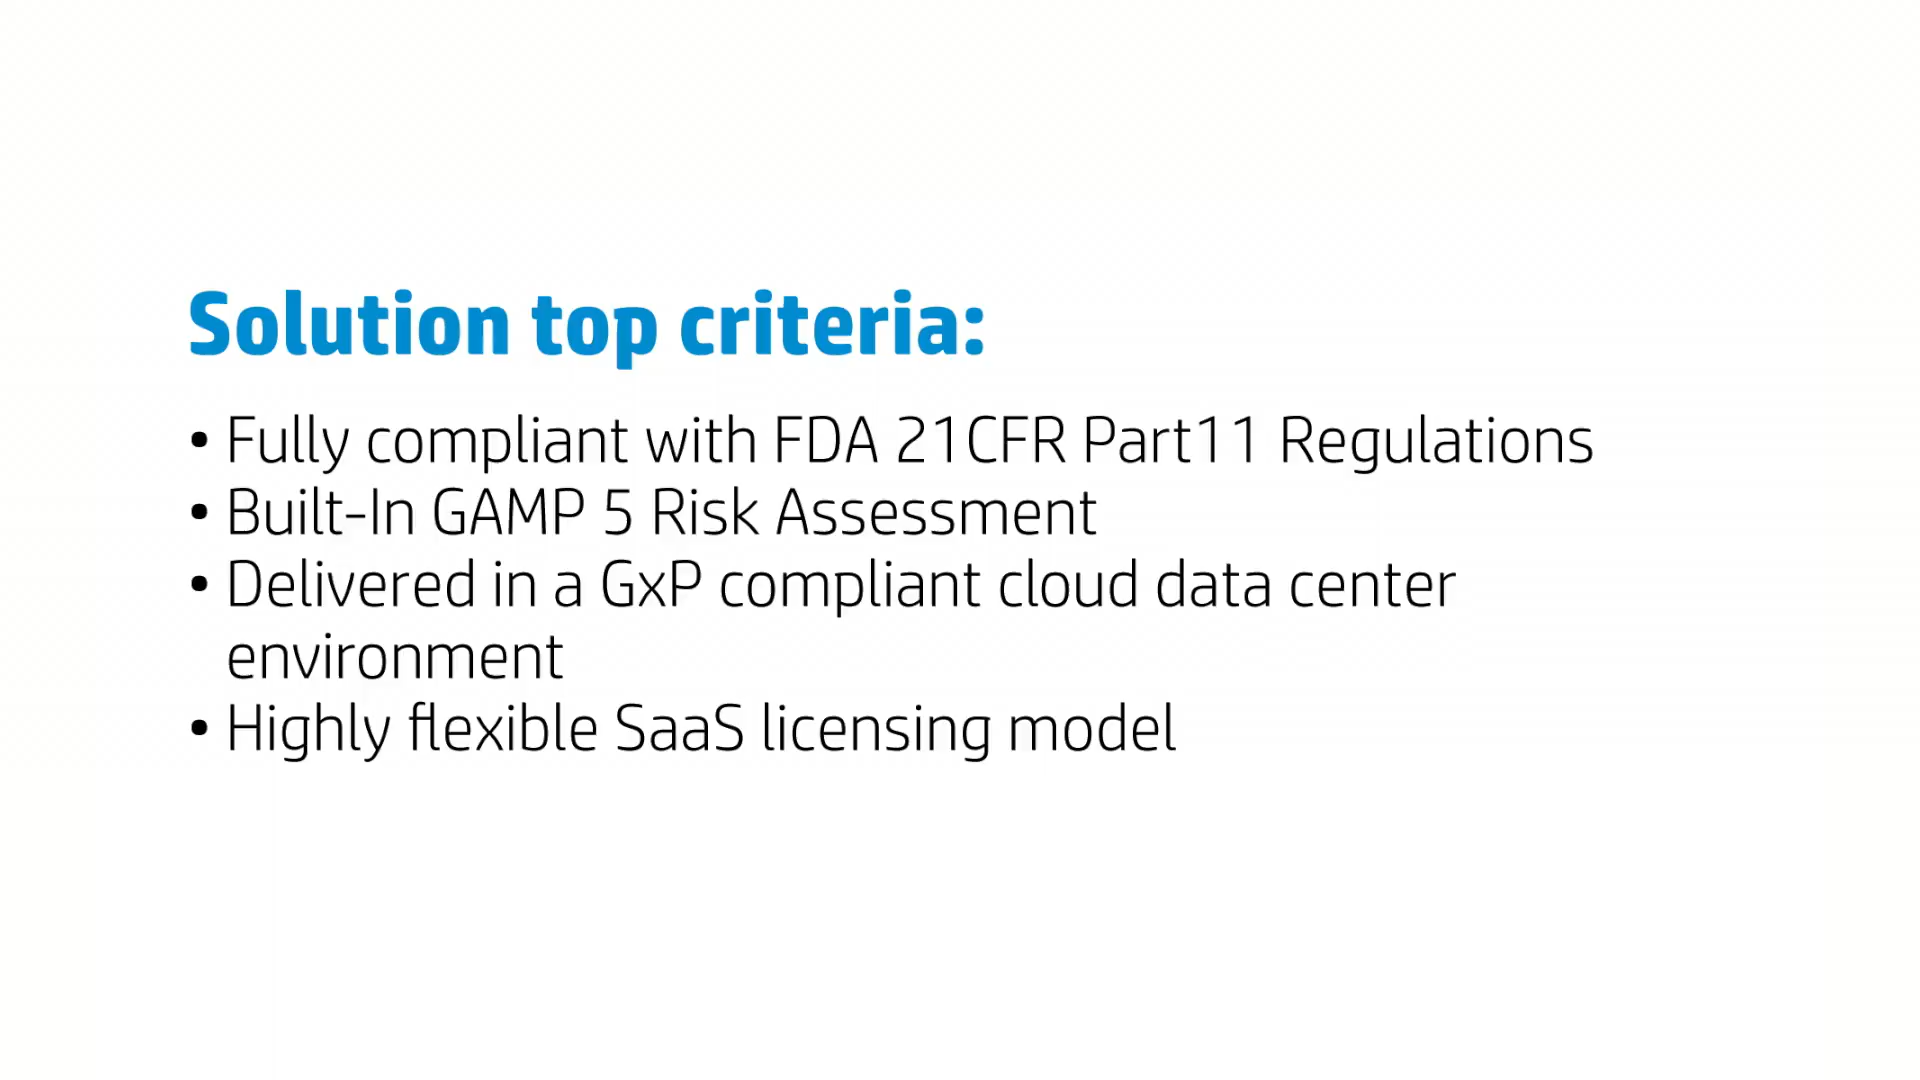 Solution top criteria:
• Fully compliant with FDA 21CFR Part11 Regulations
• Built-In GAMP 5 Risk Assessment
• Delivered in a GxP compliant cloud data center
environment
• Highly flexible SaaS licensing model